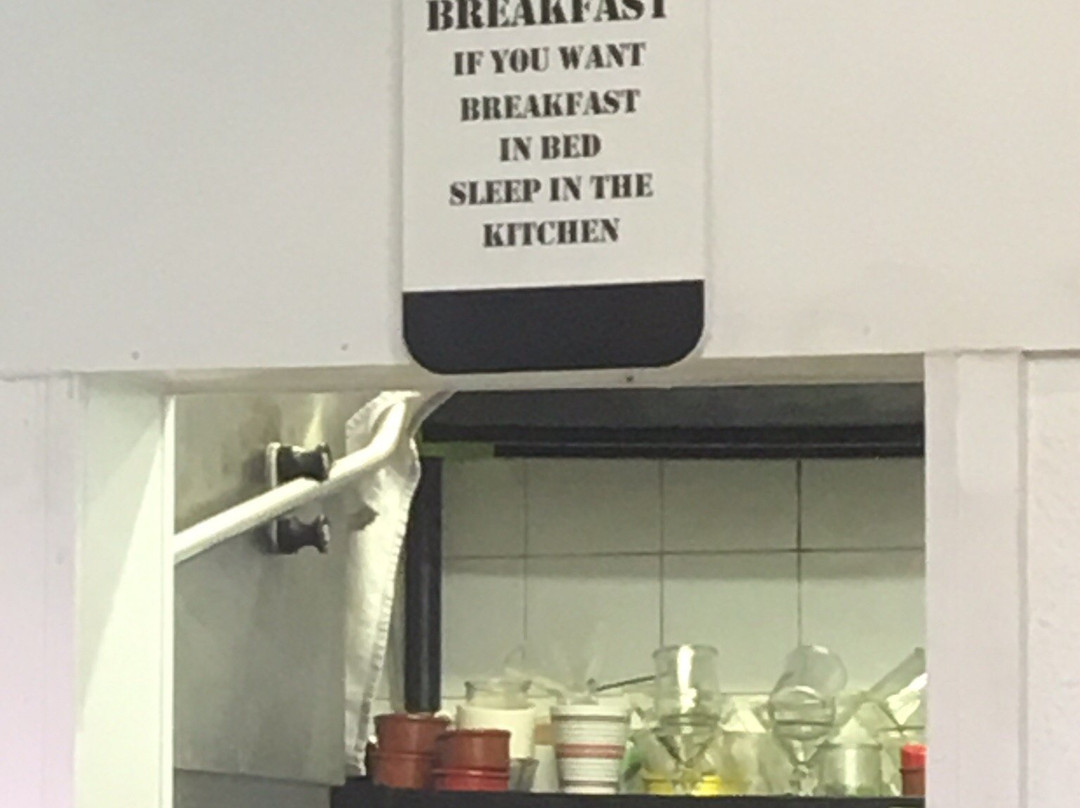 BREAKFAST
IF YOU WANT
BREAKFAST
IN BED
SLEEP IN THE
KITCHEN